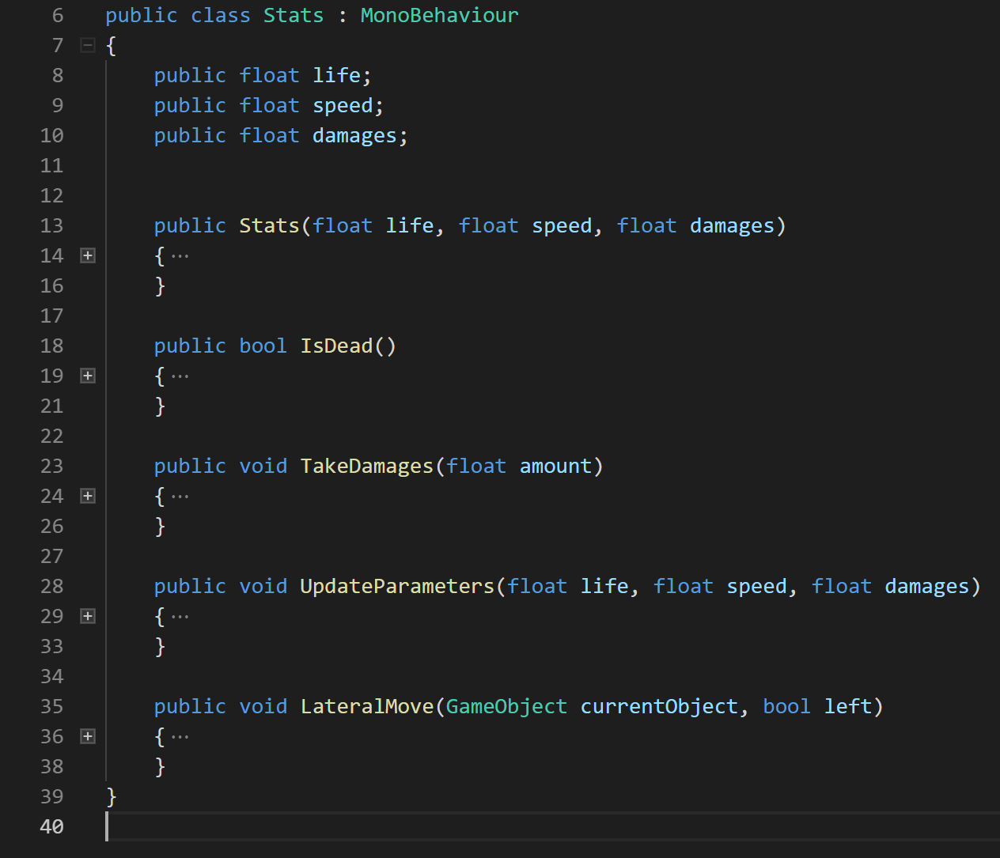 6 public class Stats : MonoBehaviour
7 {
8 public float life;
9 public float speed;
10 public float damages;
11
12
13 public Stats(float life, float speed, float damages)
14 { ...
16 }
17
18 public bool IsDead()
19 { ...
21 }
22
23 public void TakeDamages(float amount)
24 { ...
26 }
27
28 public void UpdateParameters(float life, float speed, float damages)
29 { ...
33 }
34
35 public void LateralMove(GameObject currentObject, bool left)
36 { ...
38 }
39 }
40